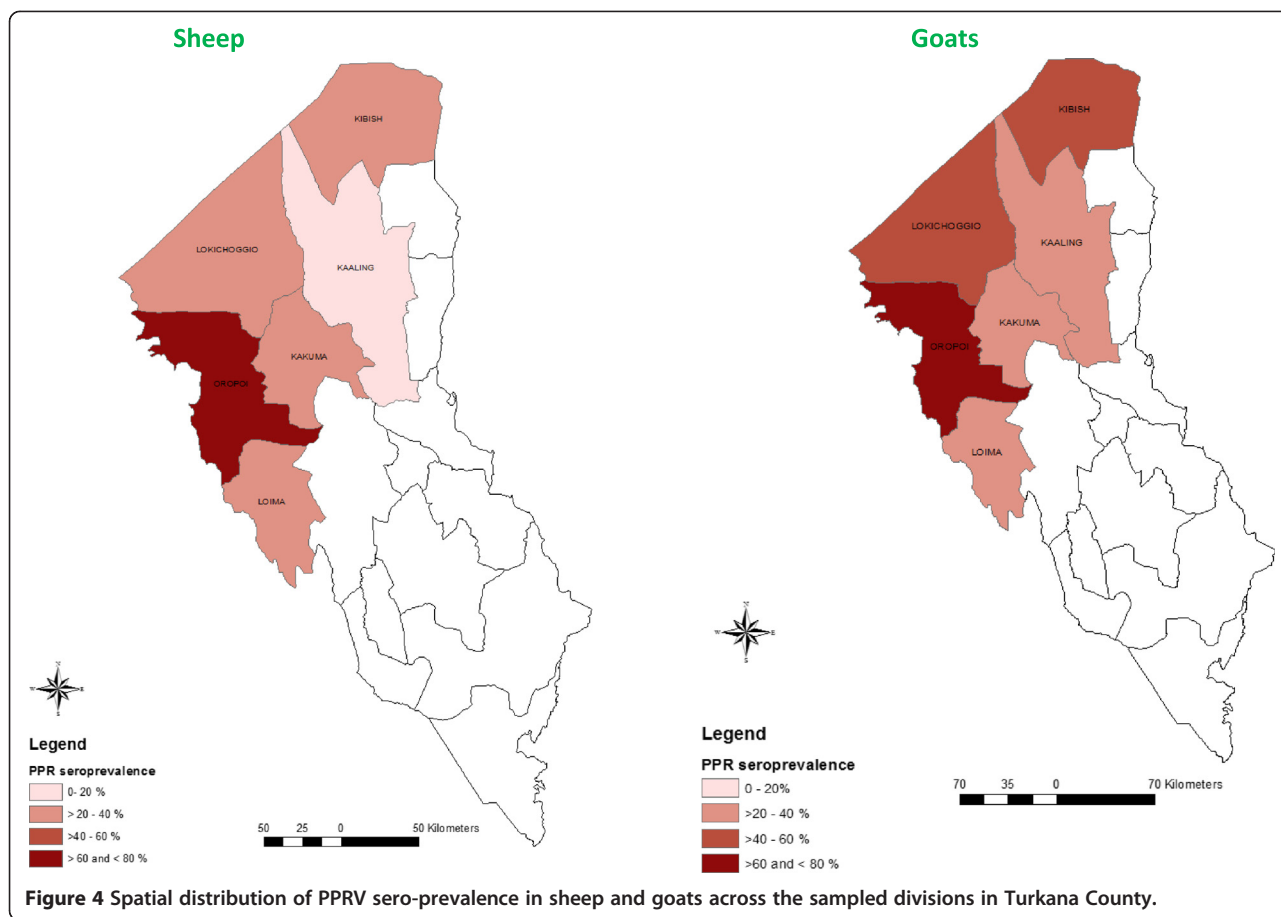 Sheep
KIBISH
LOKICHOGGIO
KAALING
KAKUMA
OROPOI
LOIMA
N
W E
S
Legend
PPR seroprevalence
0- 20 %
>20 - 40 %
>40 - 60 %
> 60 and < 80 %
50 25 0 50 Kilometers
Goats
KIBISH
LOKICHOGGIO
KAALING
KAKUMA
OROPOI
LOIMA
N
W E
S
Legend
PPR seroprevalence
0 - 20%
>20 - 40 %
>40 - 60 %
>60 and < 80 %
70 35 0 70 Kilometers
Figure 4 Spatial distribution of PPRV sero-prevalence in sheep and goats across the sampled divisions in Turkana County.